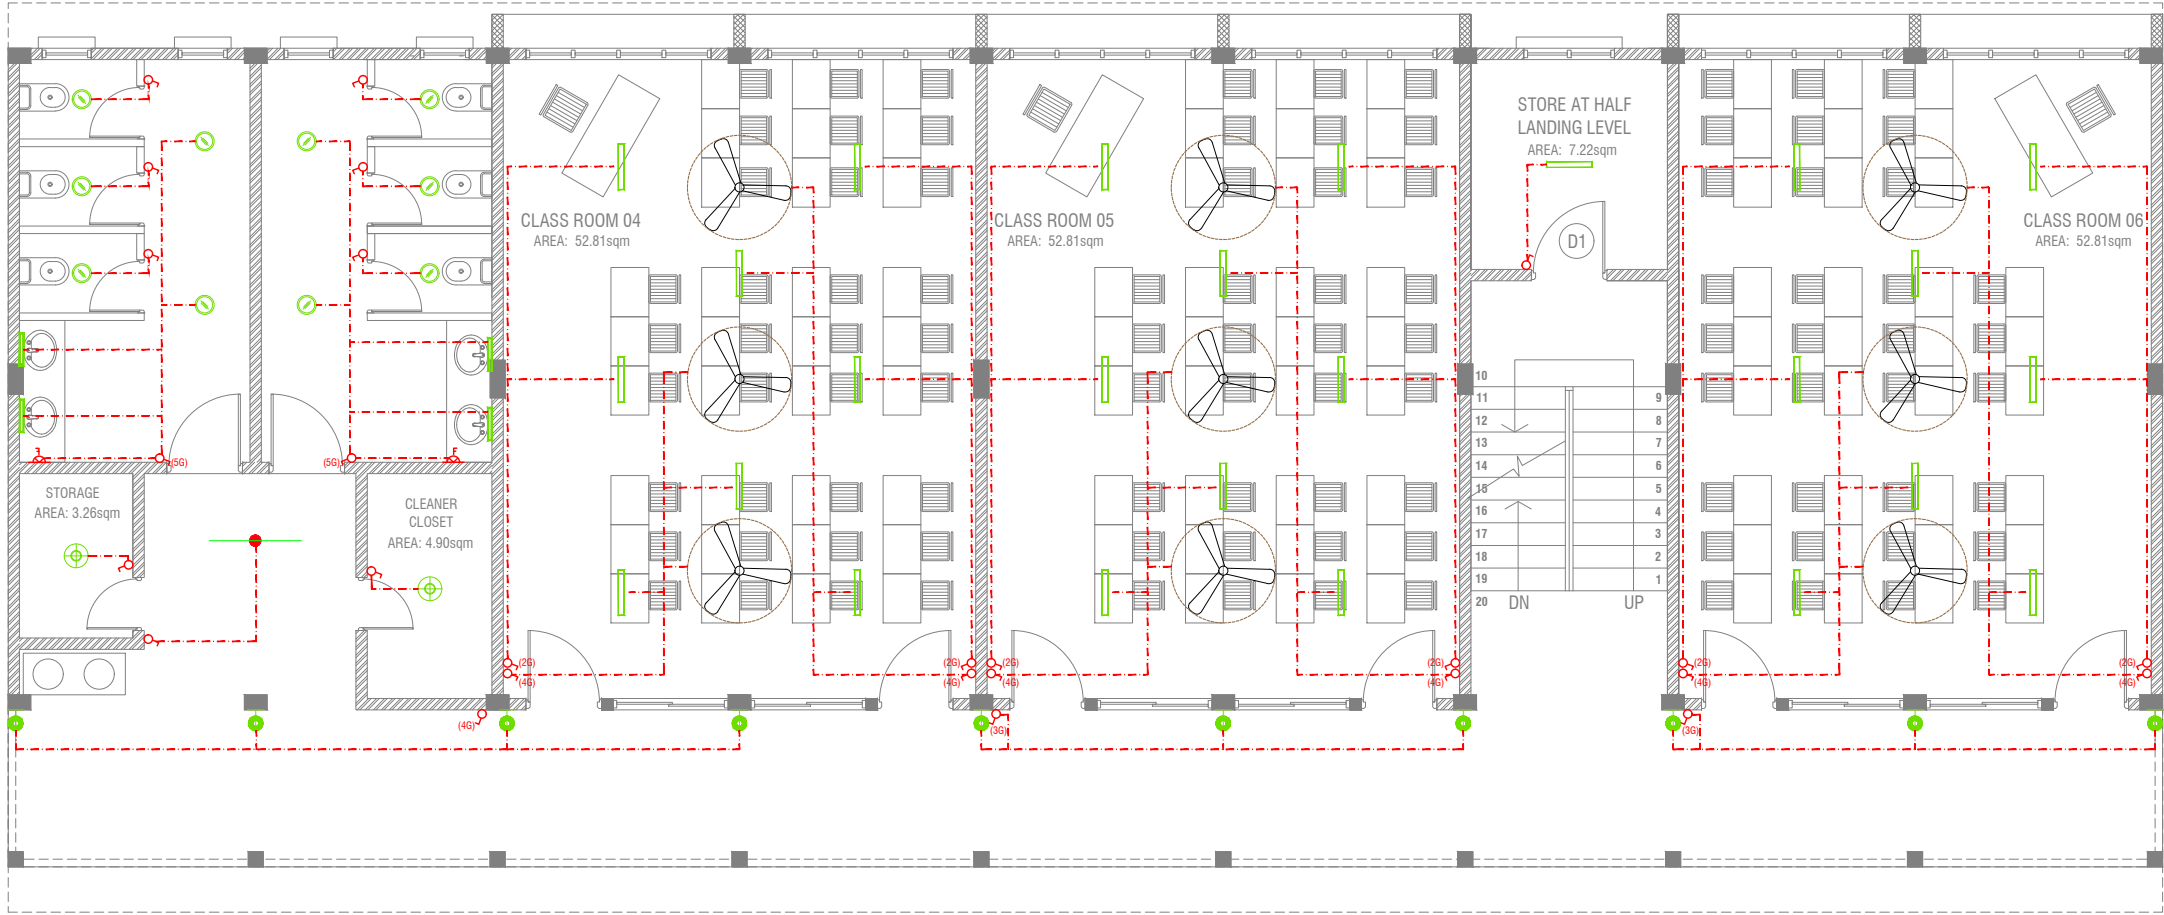 STORE AT HALF
LANDING LEVEL
AREA: 7.22sqm
CLASS ROOM 04
AREA: 52.81sqm
CLASS ROOM 05
AREA: 52.81sqm
CLASS ROOM 06
AREA: 52.81sqm
D1
10
11
12
13
14
15
16
17
18
19
20
9
8
7
6
5
4
3
2
1
DN
UP
(5G)
(5G)
STORAGE
AREA: 3.26sqm
CLEANER
CLOSET
AREA: 4.90sqm
(2G)
(4G)
(2G)
(4G)
(2G)
(4G)
(2G)
(4G)
(2G)
(4G)
(2G)
(4G)
(4G)
(3G)
(3G)